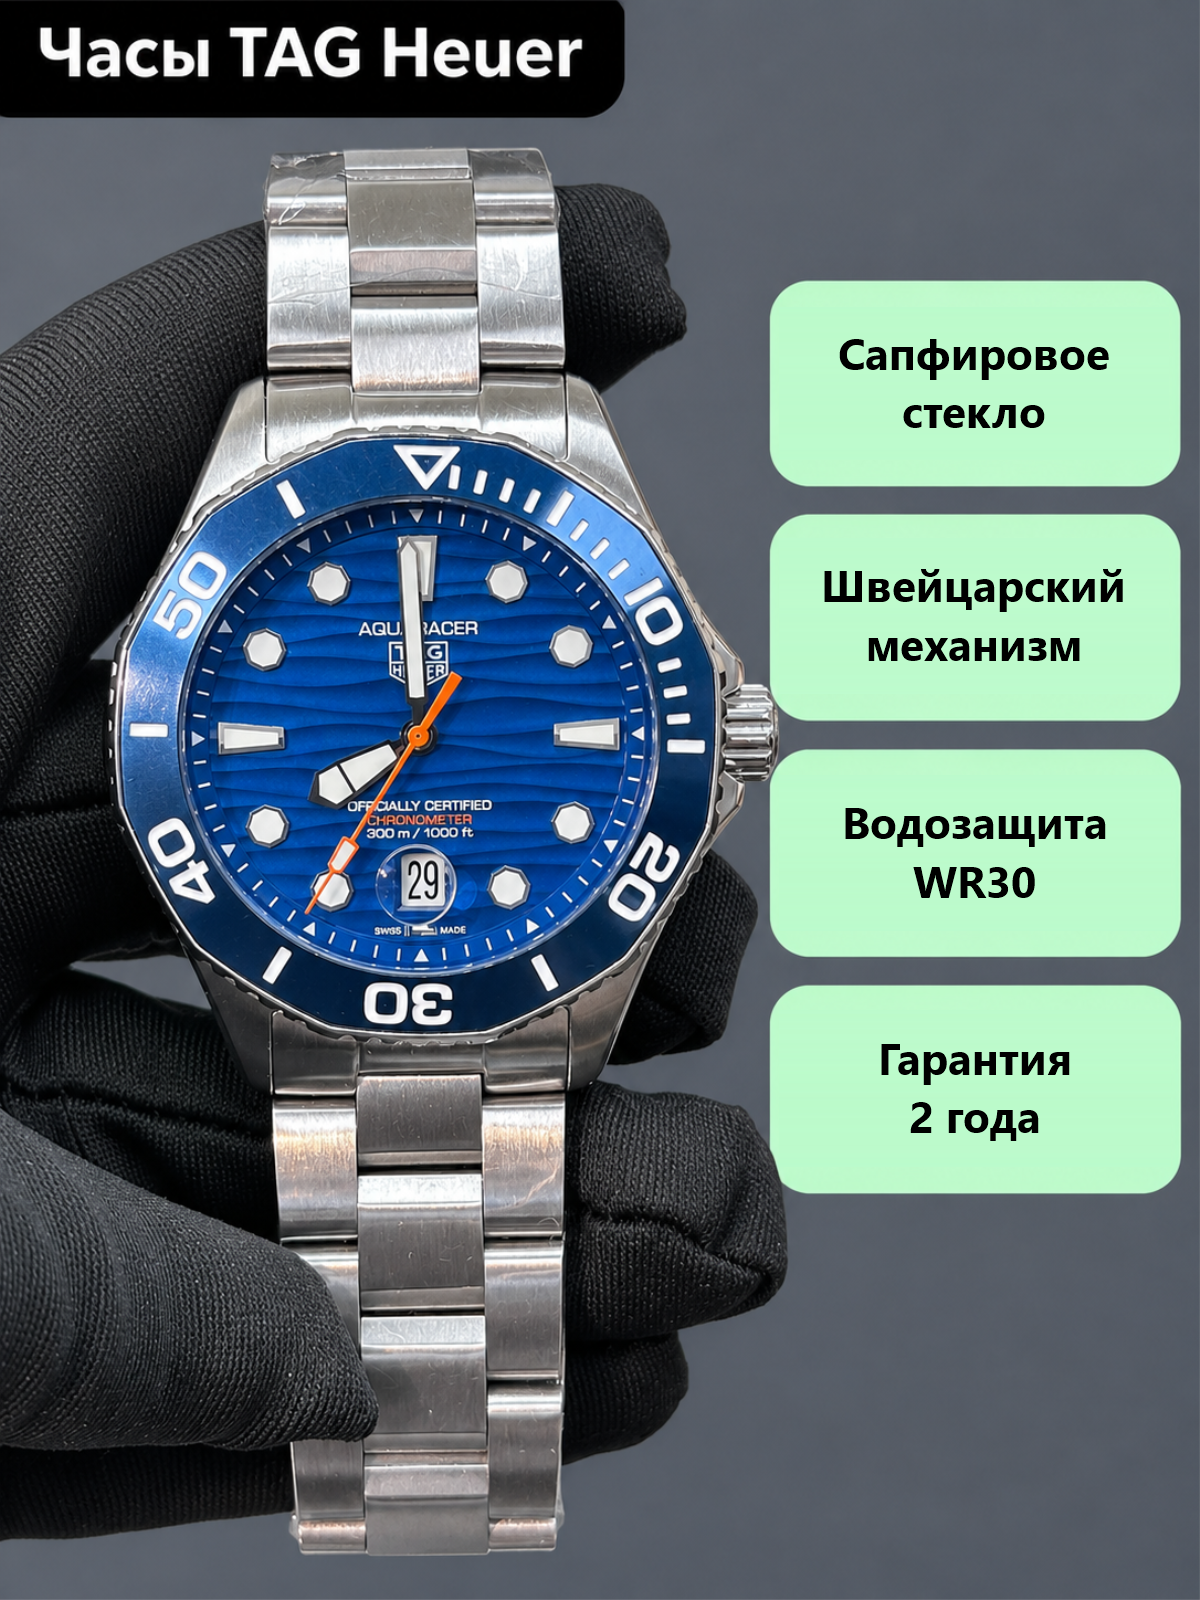 Часы TAG Heuer
Сапфировое
стекло
Швейцарский
механизм
Водозащита
WR30
Гарантия
2 года
10
20
30
40
50
TAG
HEUER
OFFICIALLY CERTIFIED
CHRONOMETER
300 m / 1000 ft
29
SWISS MADE